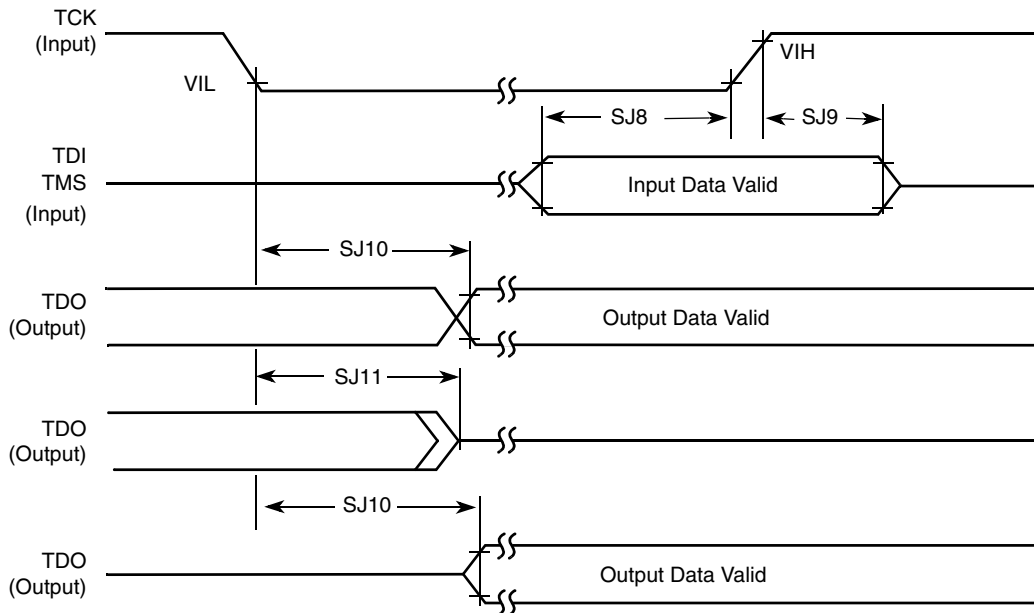 TCK
(Input)
VIH
VIL
SJ8
SJ9
TDI
TMS
(Input)
Input Data Valid
SJ10
TDO
(Output)
Output Data Valid
SJ11
TDO
(Output)
SJ10
TDO
(Output)
Output Data Valid